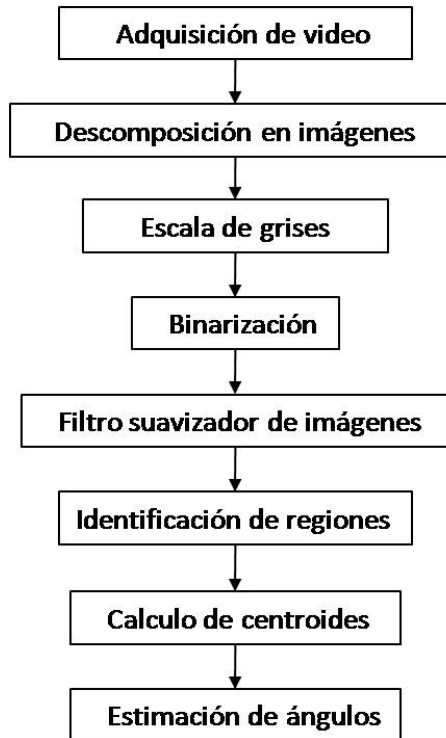 Adquisición de video
Descomposición en imágenes
Escala de grises
Binarización
Filtro suavizador de imágenes
Identificación de regiones
Calculo de centroides
Estimación de ángulos